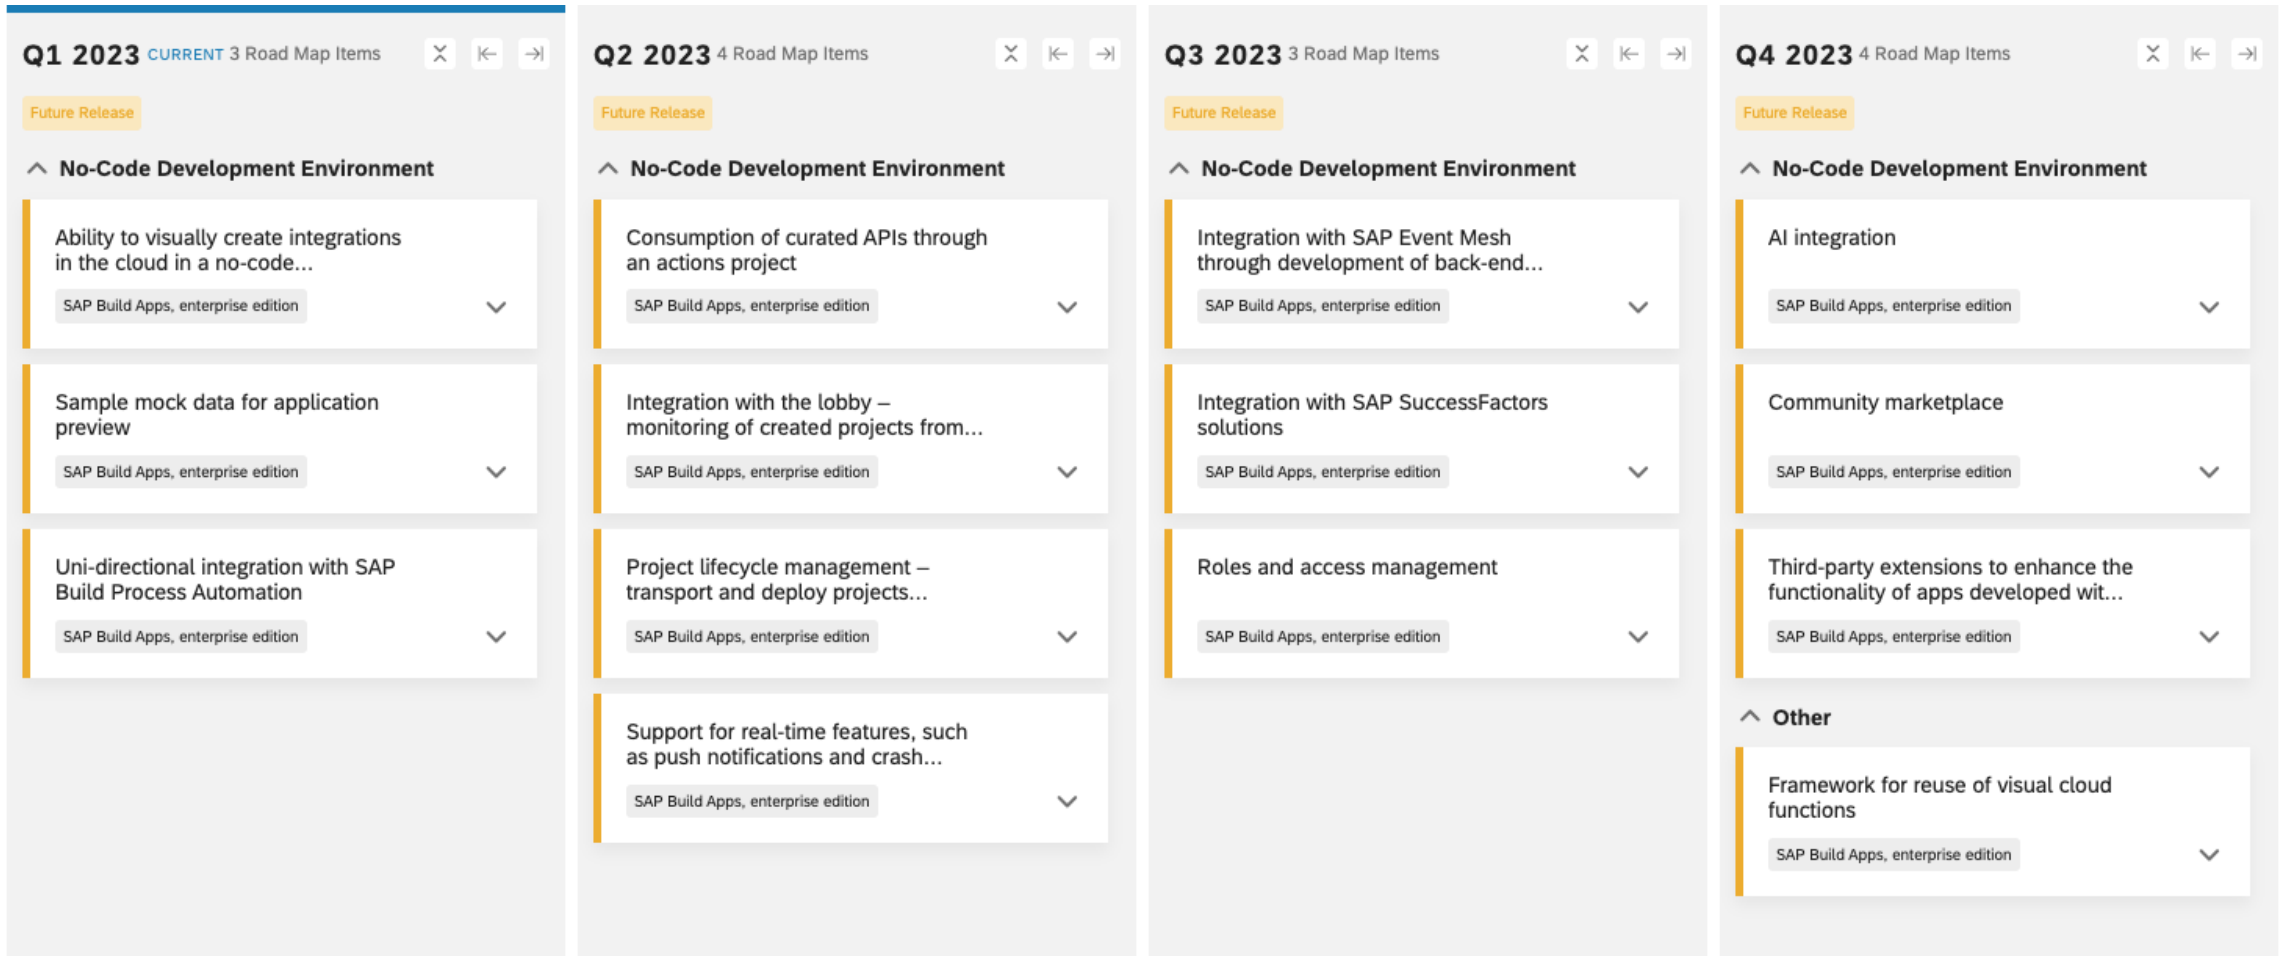 Q1 2023 CURRENT 3 Road Map Items
Future Release
No-Code Development Environment
Ability to visually create integrations
in the cloud in a no-code...
SAP Build Apps, enterprise edition
Sample mock data for application
preview
SAP Build Apps, enterprise edition
Uni-directional integration with SAP
Build Process Automation
SAP Build Apps, enterprise edition
Q2 2023 4 Road Map Items
Future Release
No-Code Development Environment
Consumption of curated APIs through
an actions project
SAP Build Apps, enterprise edition
Integration with the lobby –
monitoring of created projects from...
SAP Build Apps, enterprise edition
Project lifecycle management –
transport and deploy projects...
SAP Build Apps, enterprise edition
Support for real-time features, such
as push notifications and crash...
SAP Build Apps, enterprise edition
Q3 2023 3 Road Map Items
Future Release
No-Code Development Environment
Integration with SAP Event Mesh
through development of back-end...
SAP Build Apps, enterprise edition
Integration with SAP SuccessFactors
solutions
SAP Build Apps, enterprise edition
Roles and access management
SAP Build Apps, enterprise edition
Q4 2023 4 Road Map Items
Future Release
No-Code Development Environment
AI integration
SAP Build Apps, enterprise edition
Community marketplace
SAP Build Apps, enterprise edition
Third-party extensions to enhance the
functionality of apps developed wit...
SAP Build Apps, enterprise edition
Other
Framework for reuse of visual cloud
functions
SAP Build Apps, enterprise edition